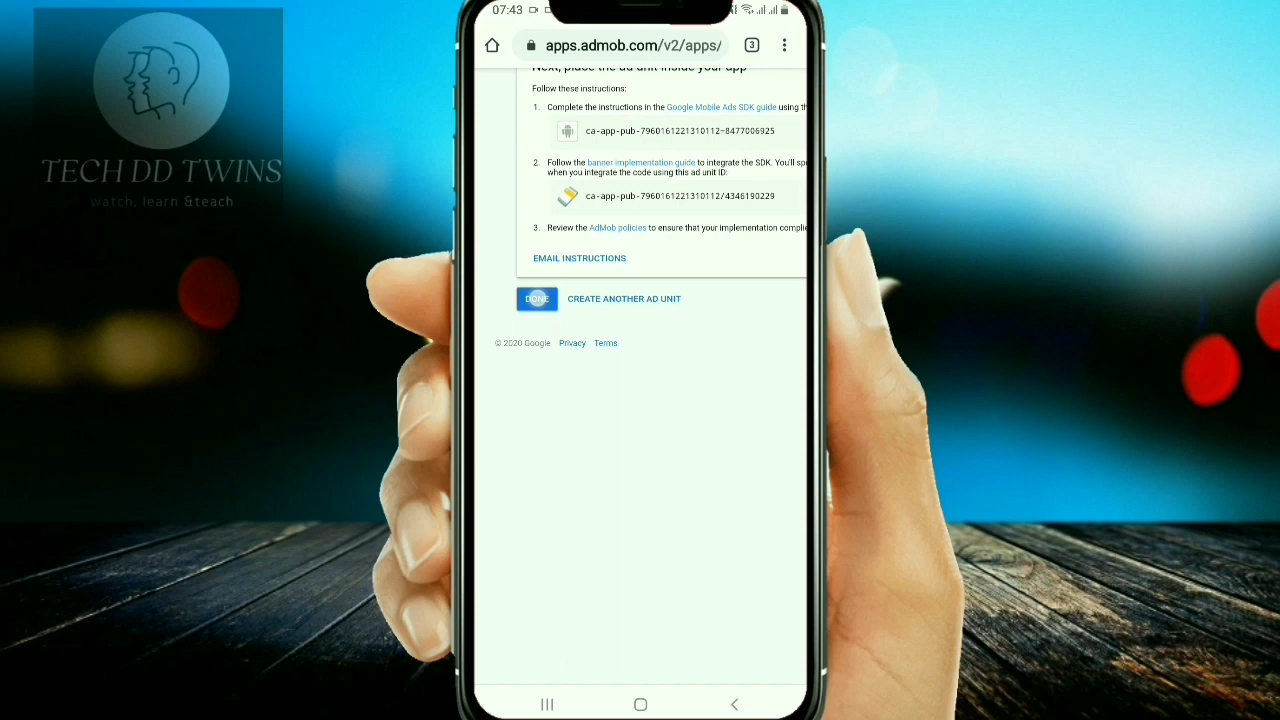 07:43
apps.admob.com/v2/apps/
3
Next, place the ad unit inside your app
Follow these instructions:
1. Complete the instructions in the Google Mobile Ads SDK guide using
ca-app-pub-7960161221310112~8477006925
2. Follow the banner implementation guide to integrate the SDK. You'll
when you integrate the code using this ad unit ID:
ca-app-pub-7960161221310112/4346190229
3. Review the AdMob policies to ensure that your implementation
EMAIL INSTRUCTIONS
DONE CREATE ANOTHER AD UNIT
© 2020 Google Privacy Terms
TECH DD TWINS
watch, learn &teach